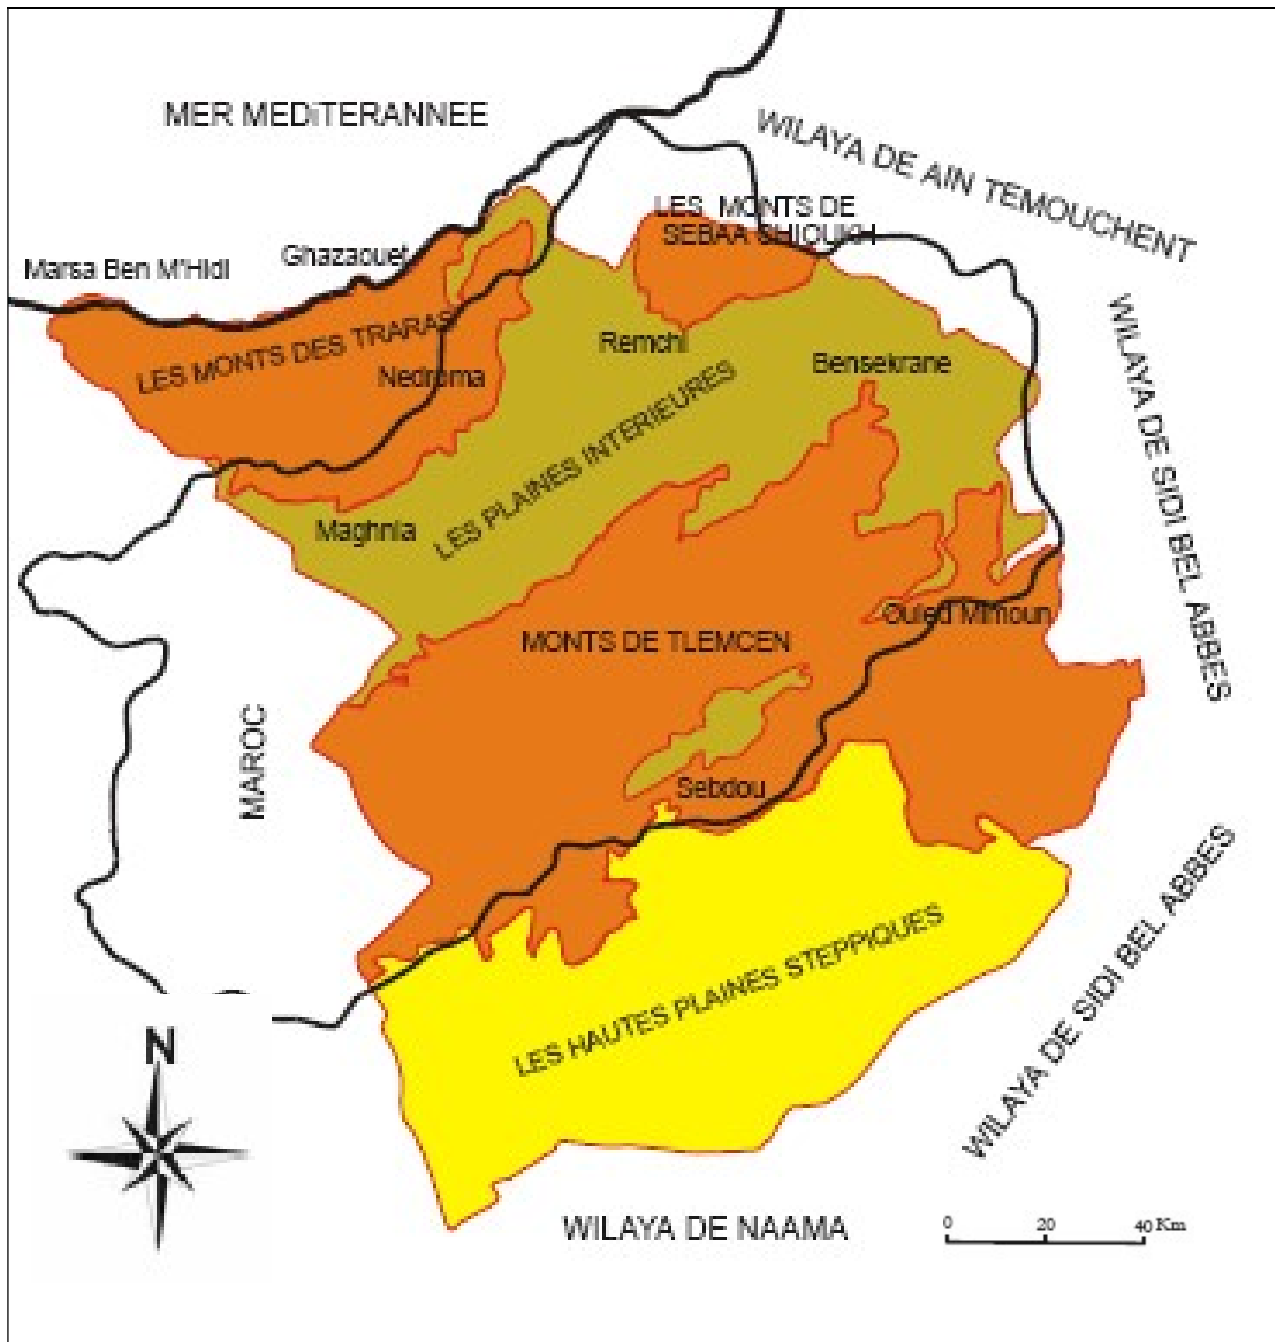 MER MEDiTERANNEE
WILAYA DE AIN TEMOUCHENT
LES MONTS DE
SEBAA CHIOUKH
Ghazaouet
Marsa Ben M'Hidi
WILAYA DE SIDI BEL ABBES
LES MONTS DES TRARAS
Remchi
Nedroma
Bensekrane
LES PLAINES INTERIEURES
Maghnia
Ouled Mimoun
MONTS DE TLEMCEN
MAROC
Sebdou
WILAYA DE SIDI BEL ABBES
LES HAUTES PLAINES STEPPIQUES
N
WILAYA DE NAAMA
0 20 40 Km